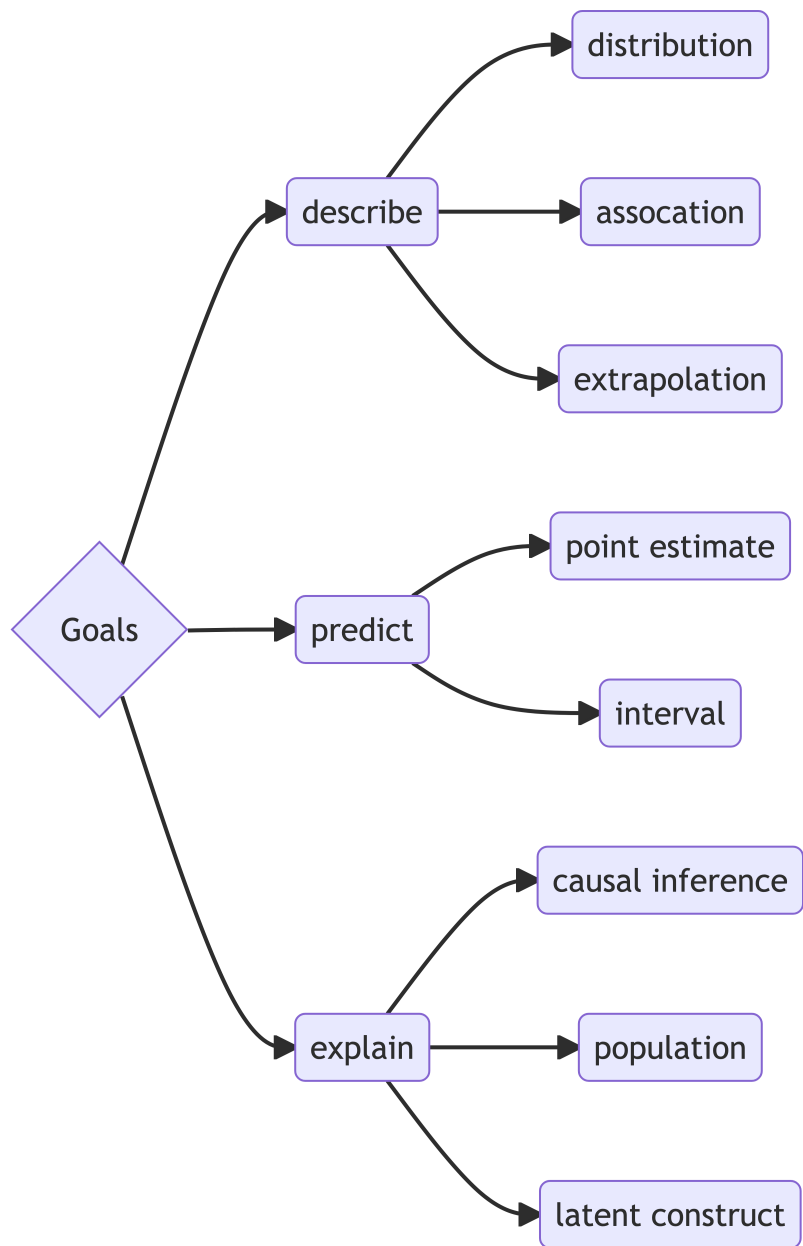 distribution
describe
assocation
extrapolation
point estimate
Goals
predict
interval
causal inference
explain
population
latent construct